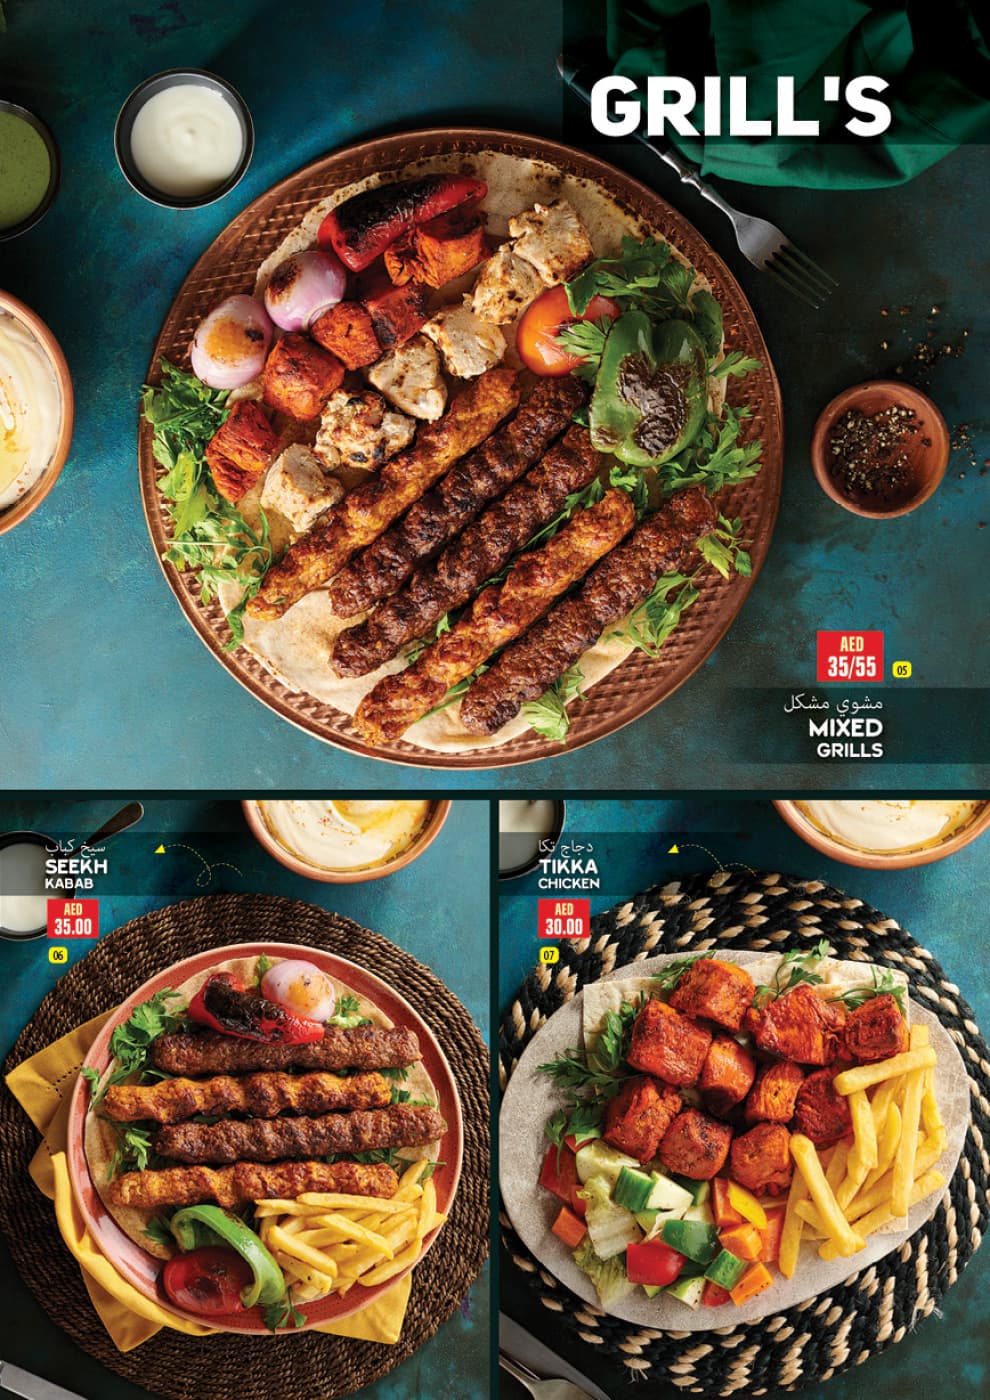 GRILL'S
AED
35/55
05
مشوي مشكل
MIXED
GRILLS
سيخ كباب
SEEKH
KABAB
AED
35.00
06
دجاج تكا
TIKKA
CHICKEN
AED
30.00
07